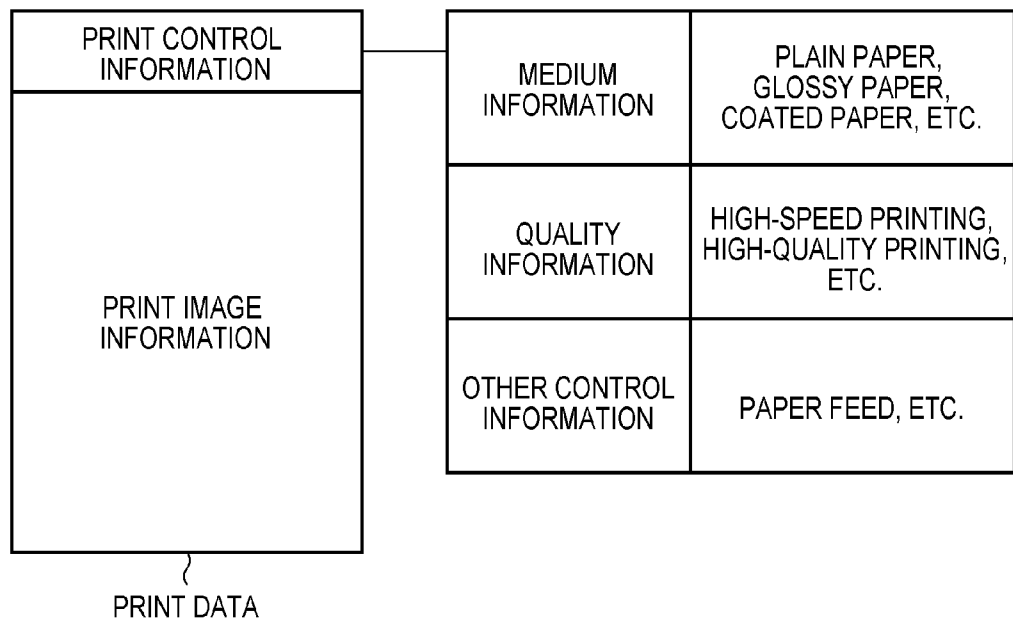 PRINT CONTROL
INFORMATION
PRINT IMAGE
INFORMATION
PRINT DATA
MEDIUM
INFORMATION
PLAIN PAPER,
GLOSSY PAPER,
COATED PAPER, ETC.
QUALITY
INFORMATION
HIGH-SPEED PRINTING,
HIGH-QUALITY PRINTING,
ETC.
OTHER CONTROL
INFORMATION
PAPER FEED, ETC.